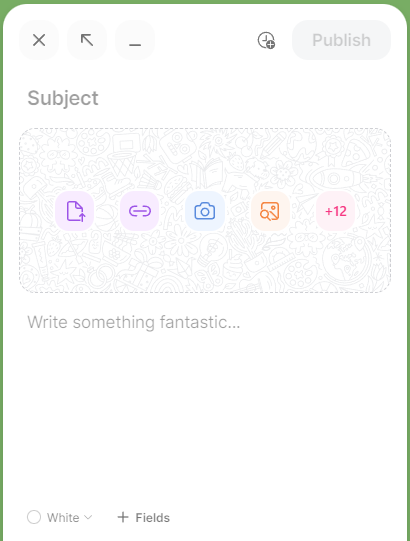 Publish
Subject
+12
Write something fantastic...
White
Fields